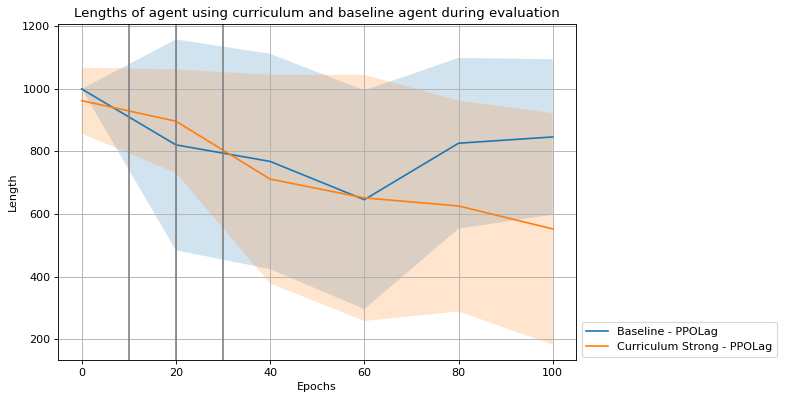 Lengths of agent using curriculum and baseline agent during evaluation
1200
1000
800
600
400
200
Length
0 20 40 60 80 100
Epochs
Baseline - PPOLag
Curriculum Strong - PPOLag